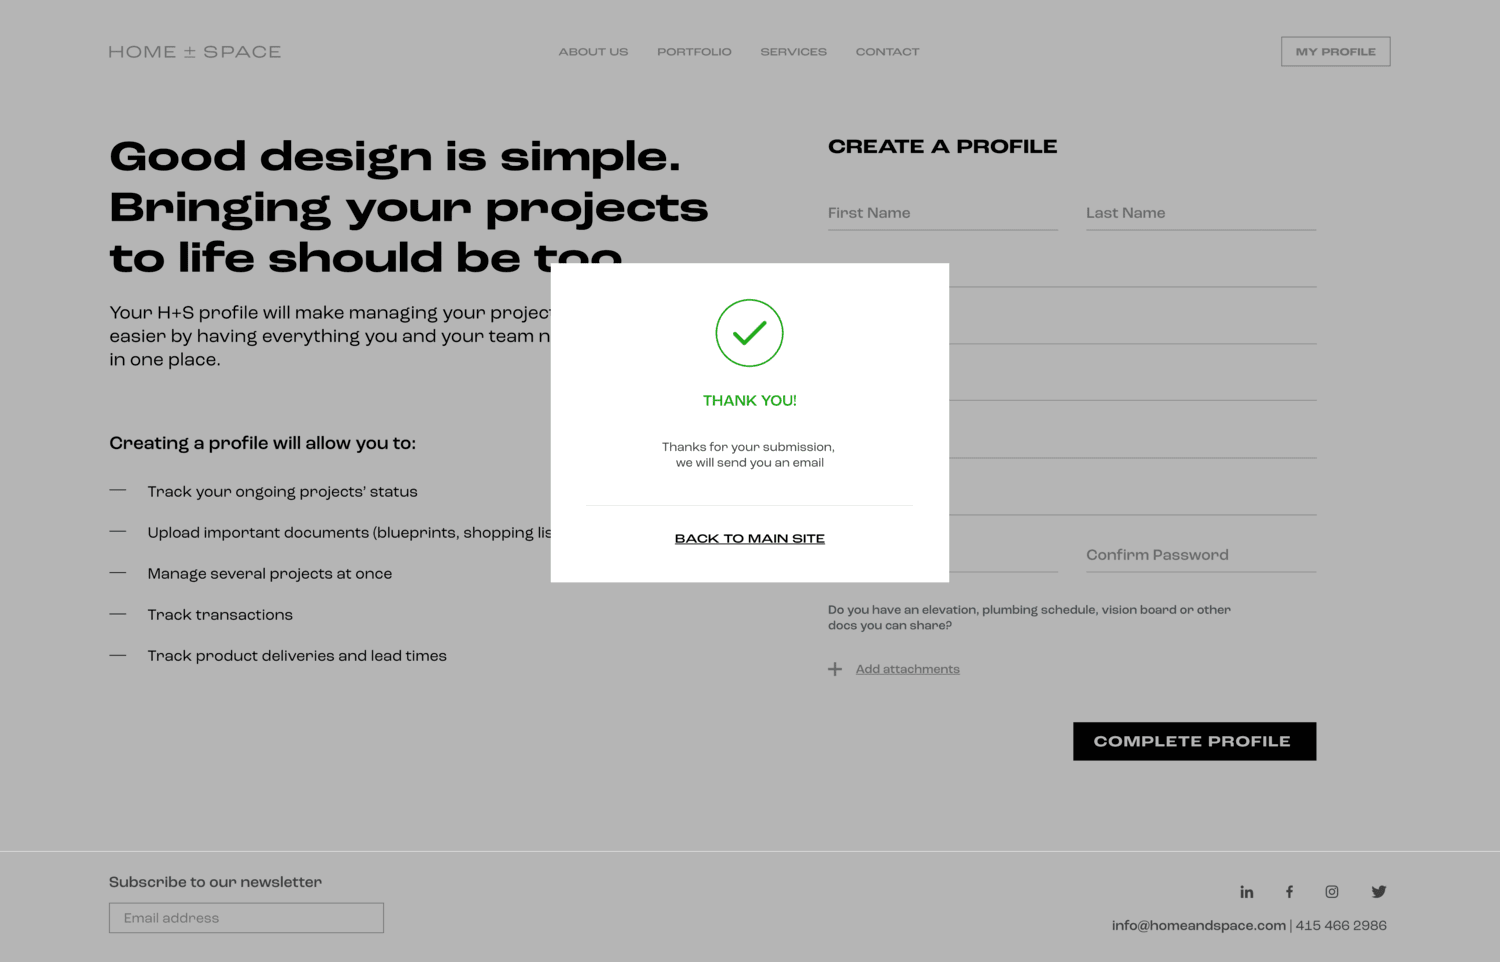 HOME ± SPACE
ABOUT US
PORTFOLIO
SERVICES
CONTACT
MY PROFILE
Good design is simple.
Bringing your projects
to life should be too
Your H+S profile will make managing your project
easier by having everything you and your team
in one place.
Creating a profile will allow you to:
— Track your ongoing projects' status
— Upload important documents (blueprints, shopping
— Manage several projects at once
— Track transactions
— Track product deliveries and lead times
CREATE A PROFILE
First Name
Last Name
Confirm Password
Do you have an elevation, plumbing schedule, vision board or other
docs you can share?
+ Add attachments
COMPLETE PROFILE
THANK YOU!
Thanks for your submission,
we will send you an email
BACK TO MAIN SITE
Subscribe to our newsletter
Email address
info@homeandspace.com | 415 466 2986